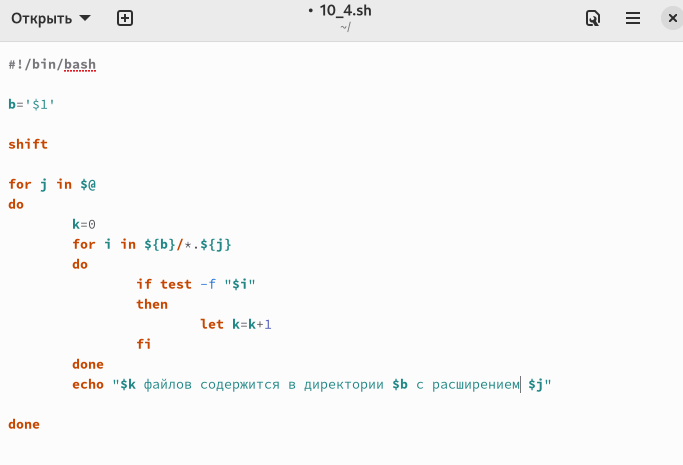 Открыть
• 10_4.sh
~/
#!/bin/bash
b='$1'
shift
for j in $@
do
k=0
for i in ${b}/*.${j}
do
if test -f "$i"
then
let k=k+1
fi
done
echo "$k файлов содержится в директории $b с расширением $j"
done